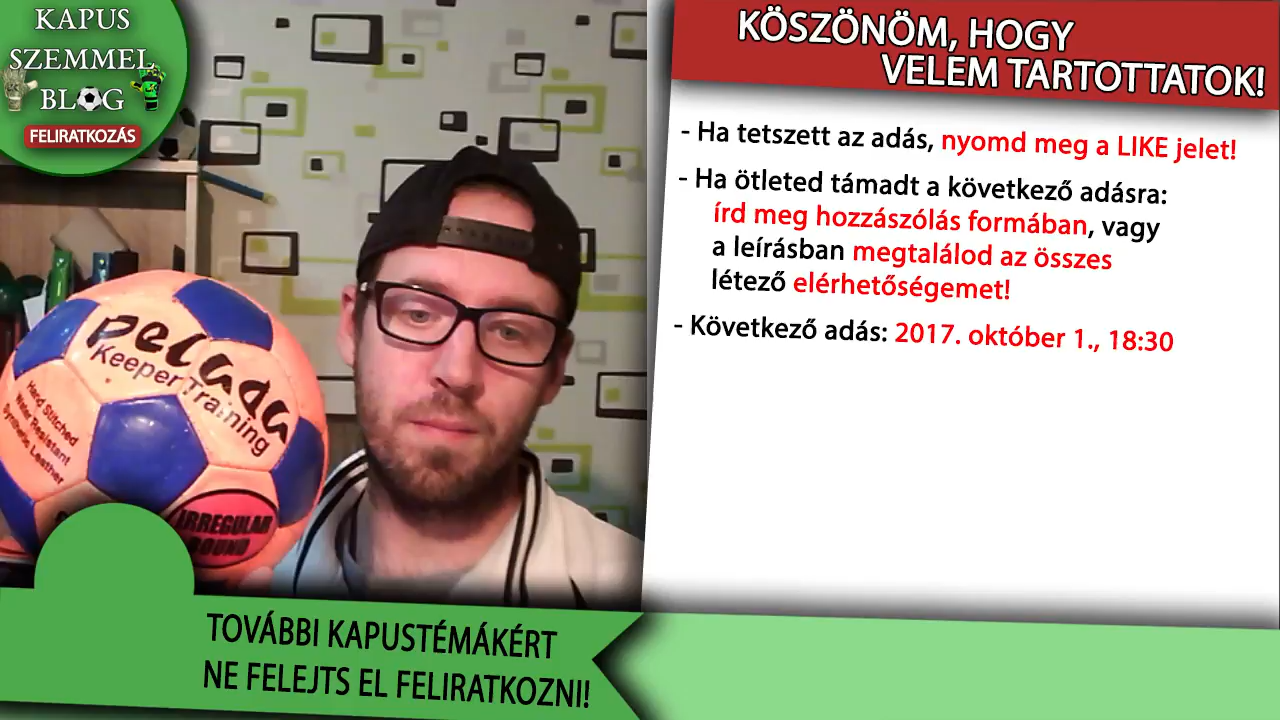 KAPUS
SZEMMEL
BLOG
FELIRATKOZÁS
KÖSZÖNÖM, HOGY
VELEM TARTOTTATOK!
- Ha tetszett az adás, nyomd meg a LIKE jelet!
- Ha ötleted támadt a következő adásra:
írd meg hozzászólás formában, vagy
a leírásban megtalálod az összes
létező elérhetőségemet!
- Következő adás: 2017. október 1., 18:30
pelada
Keeper Training
Hand Stitched
Water Resistant
Synthetic Leather
IRREGULAR
BOUND
TOVÁBBI KAPUSTÉMÁKÉRT
NE FELEJTS EL FELIRATKOZNI!